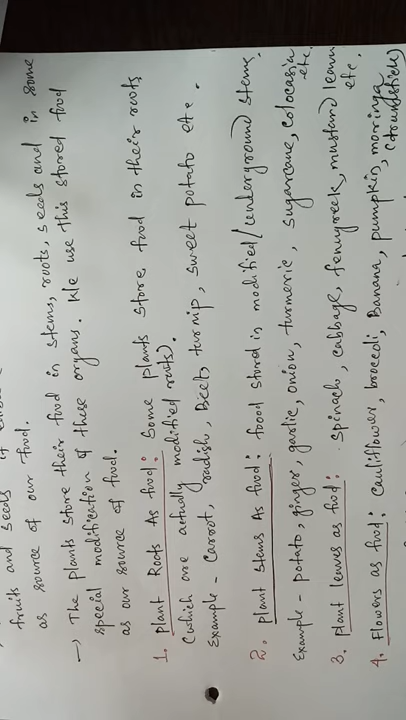 fruits and seeds
as source of our food.
→ The plants store their food in stems, roots, seeds and in some
special modification of these organs. We use this stored food
as our source of food.
1. Plant Roots As food: Some plants store food in their roots
(which are actually modified roots).
Example - Carrot, radish, Beet, turnip, sweet potato etc.
2. Plant Stems As food: food stored in modified/underground stems.
Example - potato, ginger, garlic, onion, turmeric, sugarcane, colocasia etc.
3. Plant leaves as food: Spinach, cabbage, fenugreek, mustard leaves etc.
4. Flowers as food: Cauliflower, broccoli, Banana, pumpkin, moringa
(drumsticks)